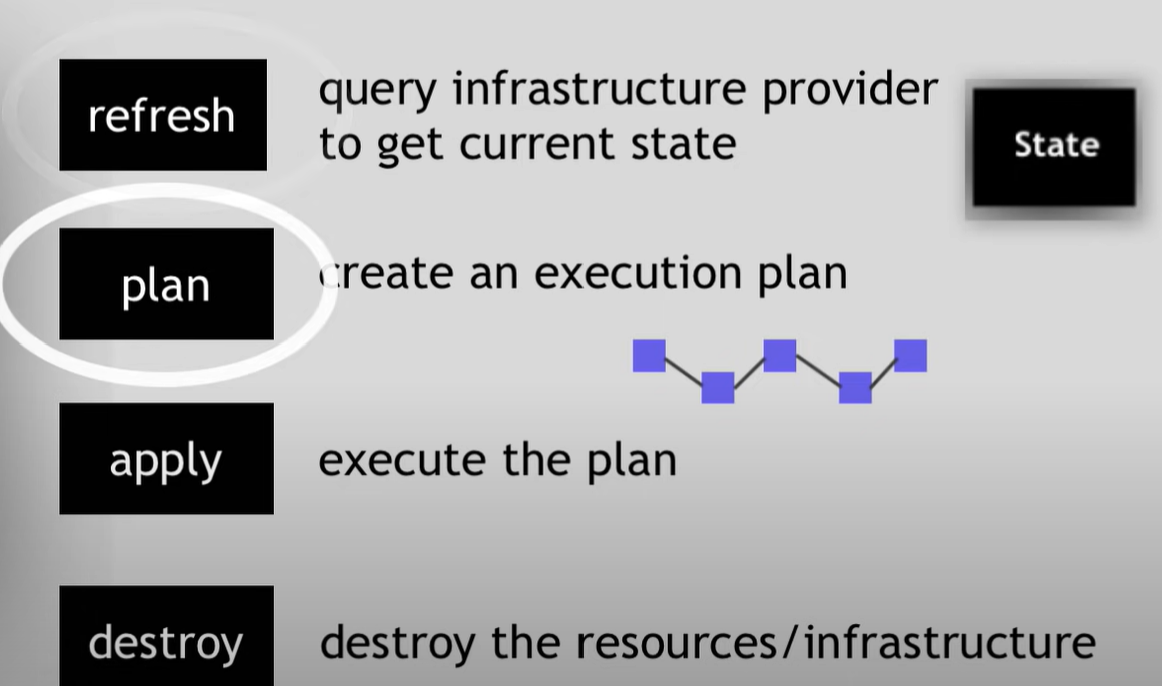 refresh
query infrastructure provider
to get current state
State
plan
create an execution plan
apply
execute the plan
destroy
destroy the resources/infrastructure